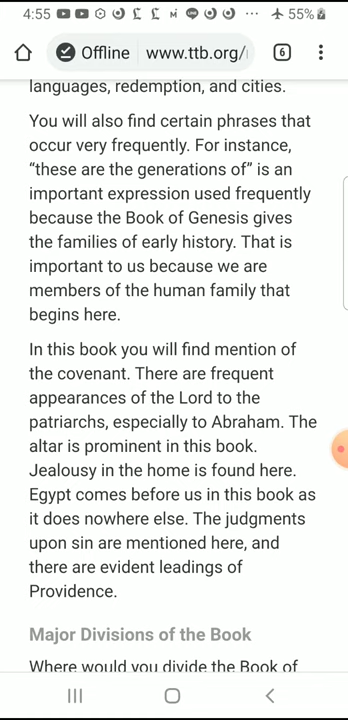 4:55
55%
Offline
www.ttb.org/
6
languages, redemption, and cities.
You will also find certain phrases that
occur very frequently. For instance,
“these are the generations of” is an
important expression used frequently
because the Book of Genesis gives
the families of early history. That is
important to us because we are
members of the human family that
begins here.
In this book you will find mention of
the covenant. There are frequent
appearances of the Lord to the
patriarchs, especially to Abraham. The
altar is prominent in this book.
Jealousy in the home is found here.
Egypt comes before us in this book as
it does nowhere else. The judgments
upon sin are mentioned here, and
there are evident leadings of
Providence.
Major Divisions of the Book
Where would you divide the Book of